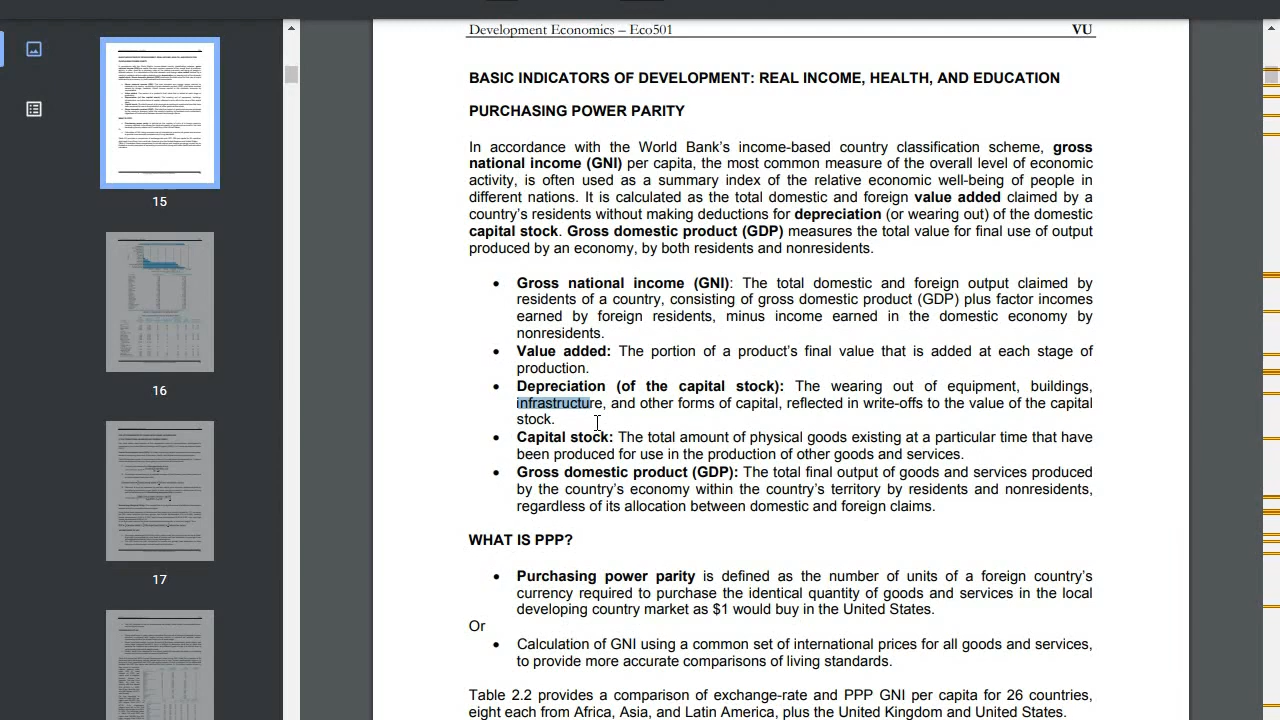 Development Economics – Eco501 VU
BASIC INDICATORS OF DEVELOPMENT: REAL INCOME, HEALTH, AND EDUCATION
PURCHASING POWER PARITY
In accordance with the World Bank’s income-based country classification scheme, gross
national income (GNI) per capita, the most common measure of the overall level of economic
activity, is often used as a summary index of the relative economic well-being of people in
different nations. It is calculated as the total domestic and foreign value added claimed by a
country’s residents without making deductions for depreciation (or wearing out) of the domestic
capital stock. Gross domestic product (GDP) measures the total value for final use of output
produced by an economy, by both residents and nonresidents.
• Gross national income (GNI): The total domestic and foreign output claimed by
residents of a country, consisting of gross domestic product (GDP) plus factor incomes
earned by foreign residents, minus income earned in the domestic economy by
nonresidents.
• Value added: The portion of a product’s final value that is added at each stage of
production.
• Depreciation (of the capital stock): The wearing out of equipment, buildings,
infrastructure, and other forms of capital, reflected in write-offs to the value of the capital
stock.
• Capital stock: The total amount of physical goods existing at a particular time that have
been produced for use in the production of other goods and services.
• Gross domestic product (GDP): The total final output of goods and services produced
by the country’s economy within the country’s territory by residents and nonresidents,
regardless of its allocation between domestic and foreign claims.
WHAT IS PPP?
• Purchasing power parity is defined as the number of units of a foreign country’s
currency required to purchase the identical quantity of goods and services in the local
developing country market as $1 would buy in the United States.
Or
• Calculation of GNI using a common set of international prices for all goods and services,
to provide more accurate comparisons of living standards.
Table 2.2 provides a comparison of exchange-rate and PPP GNI per capita for 26 countries,
eight each from Africa, Asia, and Latin America, plus the United Kingdom and United States.
15
16
17